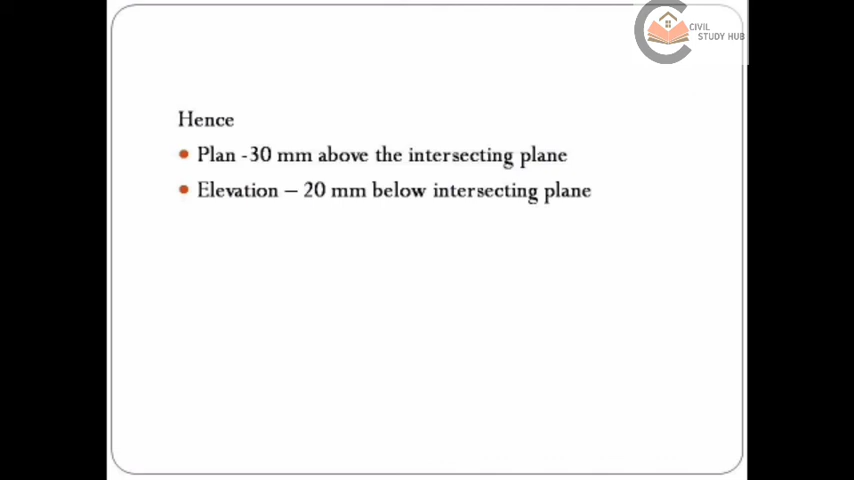 CIVIL
STUDY HUB
Hence
Plan -30 mm above the intersecting plane
Elevation – 20 mm below intersecting plane